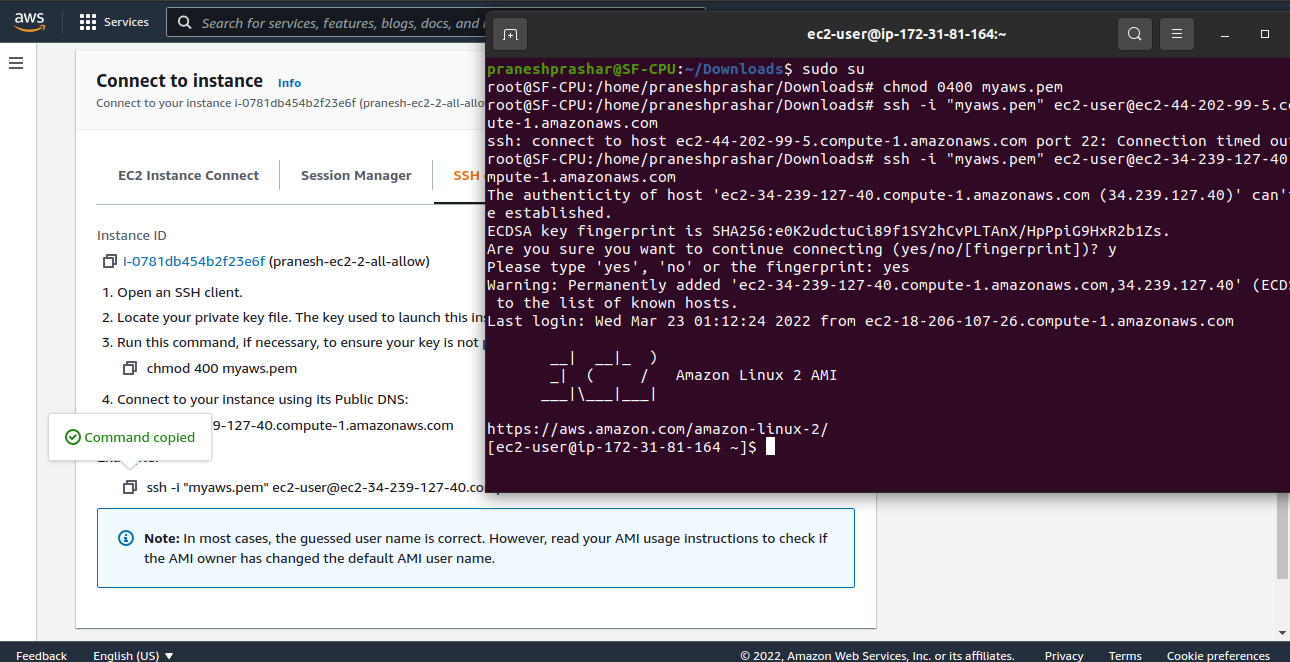 aws
Services
Search for services, features, blogs, docs, and
ec2-user@ip-172-31-81-164:~
Connect to instance Info
Connect to your instance i-0781db454b2f23e6f (pranesh-ec2-2-all-allo
EC2 Instance Connect
Session Manager
SSH
Instance ID
i-0781db454b2f23e6f (pranesh-ec2-2-all-allow)
1. Open an SSH client.
2. Locate your private key file. The key used to launch this ins
3. Run this command, if necessary, to ensure your key is not
chmod 400 myaws.pem
4. Connect to your instance using its Public DNS:
9-127-40.compute-1.amazonaws.com
Command copied
ssh -i "myaws.pem" ec2-user@ec2-34-239-127-40.co
Note: In most cases, the guessed user name is correct. However, read your AMI usage instructions to check if
the AMI owner has changed the default AMI user name.
praneshprashar@SF-CPU:~/Downloads$ sudo su
root@SF-CPU:/home/praneshprashar/Downloads# chmod 0400 myaws.pem
root@SF-CPU:/home/praneshprashar/Downloads# ssh -i "myaws.pem" ec2-user@ec2-44-202-99-5.c
ute-1.amazonaws.com
ssh: connect to host ec2-44-202-99-5.compute-1.amazonaws.com port 22: Connection timed ou
root@SF-CPU:/home/praneshprashar/Downloads# ssh -i "myaws.pem" ec2-user@ec2-34-239-127-40
mpute-1.amazonaws.com
The authenticity of host 'ec2-34-239-127-40.compute-1.amazonaws.com (34.239.127.40)' can'
e established.
ECDSA key fingerprint is SHA256:e0K2udctuCi89f1SY2hCvPLTAnX/HpPpiG9HxR2b1Zs.
Are you sure you want to continue connecting (yes/no/[fingerprint])? y
Please type 'yes', 'no' or the fingerprint: yes
Warning: Permanently added 'ec2-34-239-127-40.compute-1.amazonaws.com,34.239.127.40' (ECD
to the list of known hosts.
Last login: Wed Mar 23 01:12:24 2022 from ec2-18-206-107-26.compute-1.amazonaws.com
__|  __|_  )
_|  (     /   Amazon Linux 2 AMI
___|\___|___|
https://aws.amazon.com/amazon-linux-2/
[ec2-user@ip-172-31-81-164 ~]$
Feedback
English (US)
© 2022, Amazon Web Services, Inc. or its affiliates.
Privacy
Terms
Cookie preferences